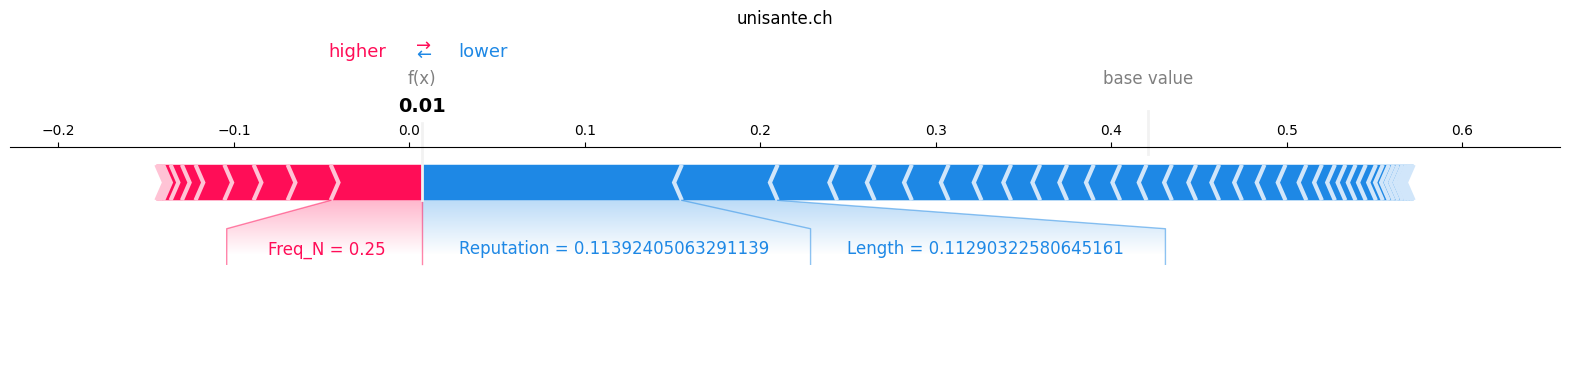 unisante.ch
higher ⇄ lower
f(x) base value
0.01
−0.2 −0.1 0.0 0.1 0.2 0.3 0.4 0.5 0.6
Freq_N = 0.25 Reputation = 0.11392405063291139 Length = 0.11290322580645161